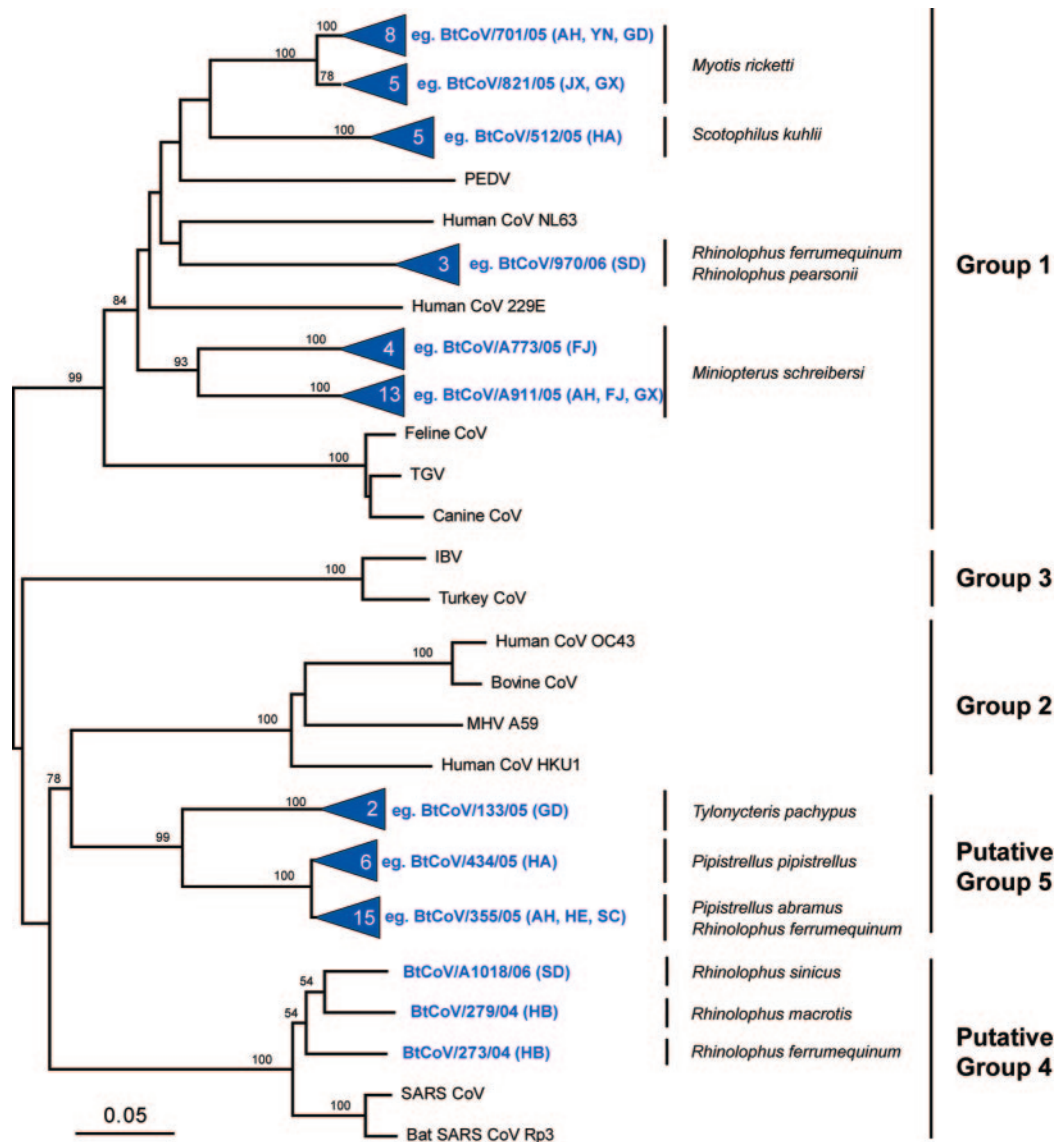 100
8
eg. BtCoV/701/05 (AH, YN, GD)
100
Myotis ricketti
78
5
eg. BtCoV/821/05 (JX, GX)
100
5
eg. BtCoV/512/05 (HA)
Scotophilus kuhlii
PEDV
Human CoV NL63
3
eg. BtCoV/970/06 (SD)
Rhinolophus ferrumequinum
Rhinolophus pearsonii
Group 1
84
Human CoV 229E
100
4
eg. BtCoV/A773/05 (FJ)
93
Miniopterus schreibersi
99
100
13
eg. BtCoV/A911/05 (AH, FJ, GX)
Feline CoV
100
TGV
Canine CoV
IBV
100
Turkey CoV
Group 3
Human CoV OC43
100
Bovine CoV
Group 2
100
MHV A59
Human CoV HKU1
78
100
2
eg. BtCoV/133/05 (GD)
Tylonycteris pachypus
99
6
eg. BtCoV/434/05 (HA)
Pipistrellus pipistrellus
Putative
Group 5
100
15
eg. BtCoV/355/05 (AH, HE, SC)
Pipistrellus abramus
Rhinolophus ferrumequinum
BtCoV/A1018/06 (SD)
Rhinolophus sinicus
54
BtCoV/279/04 (HB)
Rhinolophus macrotis
54
BtCoV/273/04 (HB)
Rhinolophus ferrumequinum
Putative
Group 4
100
SARS CoV
100
Bat SARS CoV Rp3
0.05